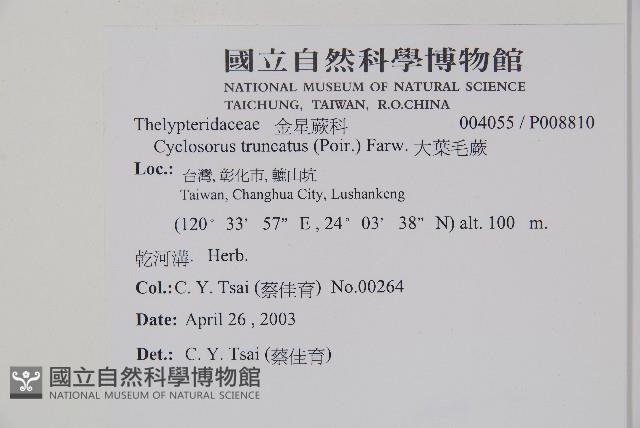 國立自然科學博物館
NATIONAL MUSEUM OF NATURAL SCIENCE
TAICHUNG, TAIWAN, R.O.CHINA
Thelypteridaceae 金星蕨科 004055 / P008810
Cyclosorus truncatus (Poir.) Farw. 大葉毛蕨
Loc.: 台灣, 彰化市, 山坑
Taiwan, Changhua City, Lushankeng
(120° 33' 57" E , 24° 03' 38" N) alt. 100 m.
乾河溝. Herb.
Col.: C. Y. Tsai (蔡佳育) No.00264
Date: April 26 , 2003
Det.: C. Y. Tsai (蔡佳育)
國立自然科學博物館
NATIONAL MUSEUM OF NATURAL SCIENCE